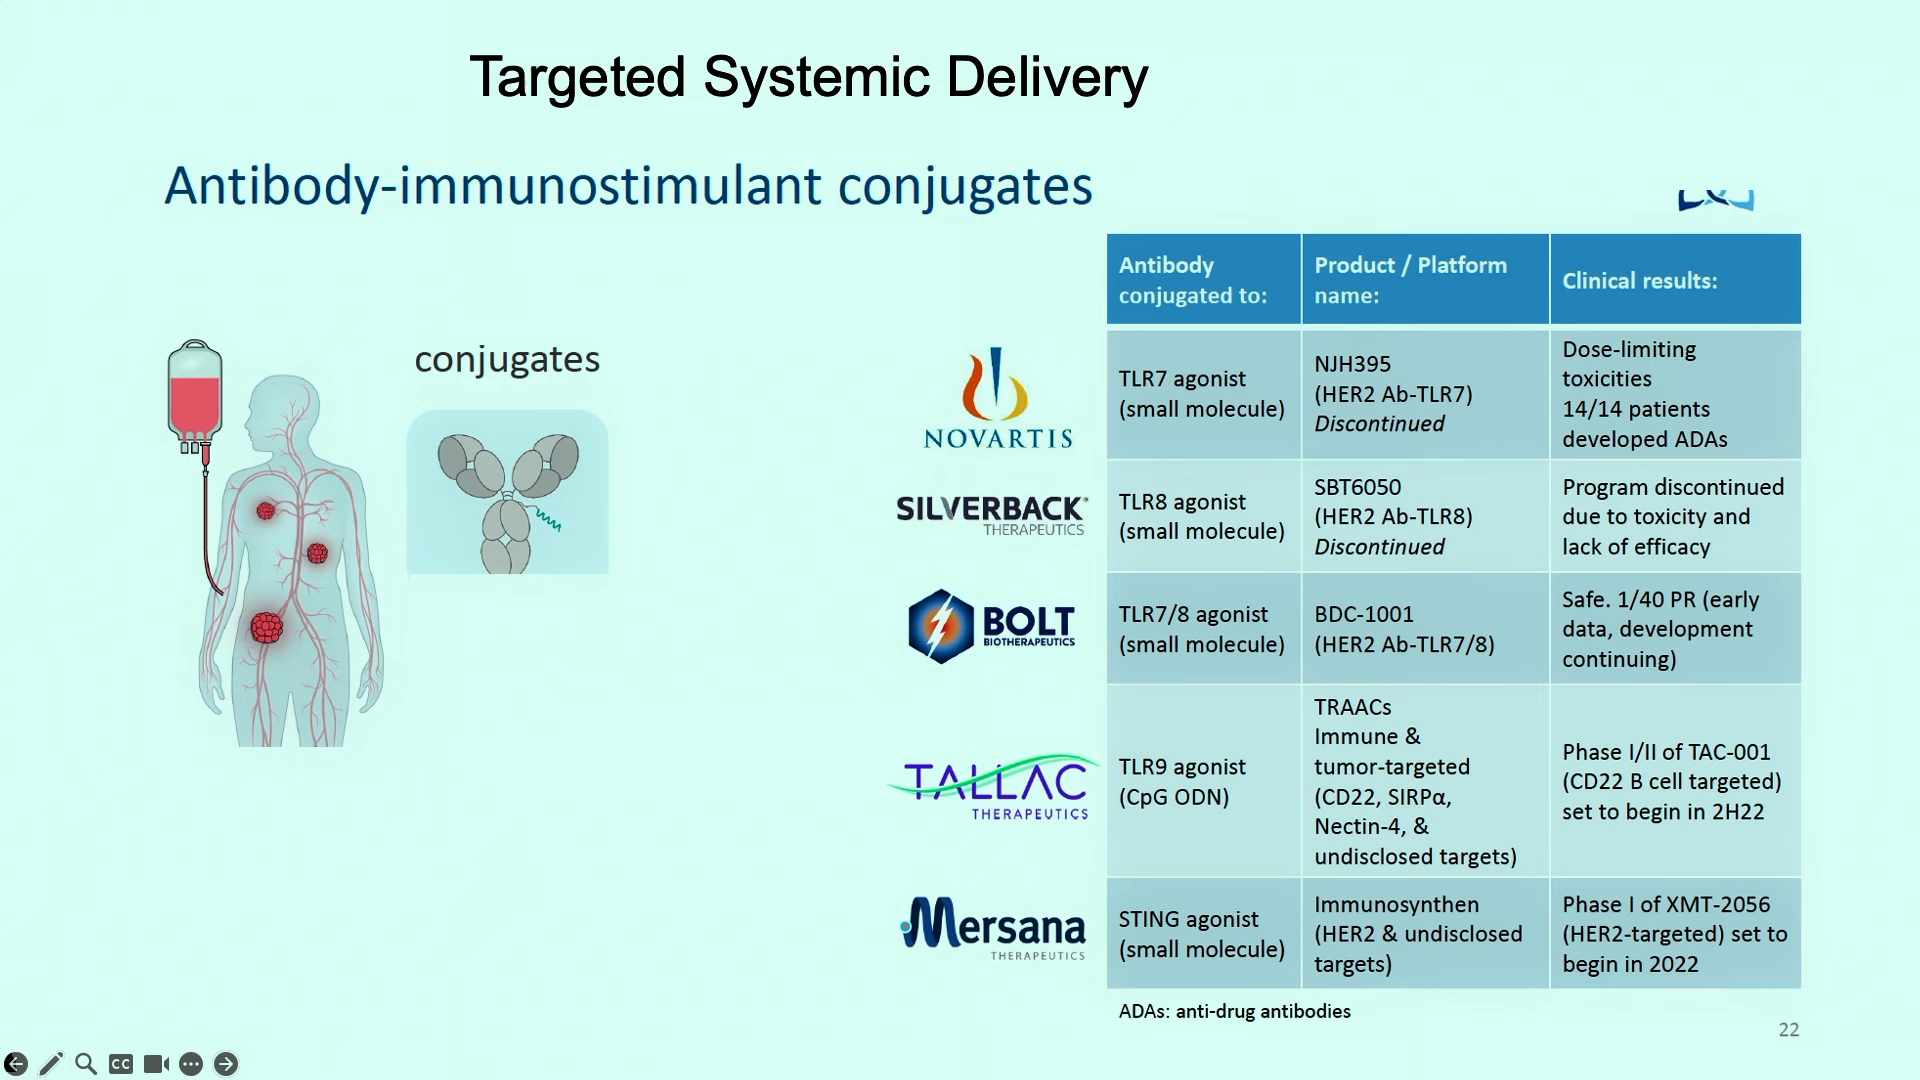 Targeted Systemic Delivery
Antibody-immunostimulant conjugates
conjugates
Antibody
conjugated to:
Product / Platform
name:
Clinical results:
NOVARTIS
TLR7 agonist
(small molecule)
NJH395
(HER2 Ab-TLR7)
Discontinued
Dose-limiting
toxicities
14/14 patients
developed ADAs
SILVERBACK
THERAPEUTICS
TLR8 agonist
(small molecule)
SBT6050
(HER2 Ab-TLR8)
Discontinued
Program discontinued
due to toxicity and
lack of efficacy
BOLT
BIOTHERAPEUTICS
TLR7/8 agonist
(small molecule)
BDC-1001
(HER2 Ab-TLR7/8)
Safe. 1/40 PR (early
data, development
continuing)
TALLAC
THERAPEUTICS
TLR9 agonist
(CpG ODN)
TRAACs
Immune &
tumor-targeted
(CD22, SIRPα,
Nectin-4, &
undisclosed targets)
Phase I/II of TAC-001
(CD22 B cell targeted)
set to begin in 2H22
Mersana
THERAPEUTICS
STING agonist
(small molecule)
Immunosynthen
(HER2 & undisclosed
targets)
Phase I of XMT-2056
(HER2-targeted) set to
begin in 2022
ADAs: anti-drug antibodies
22
CC